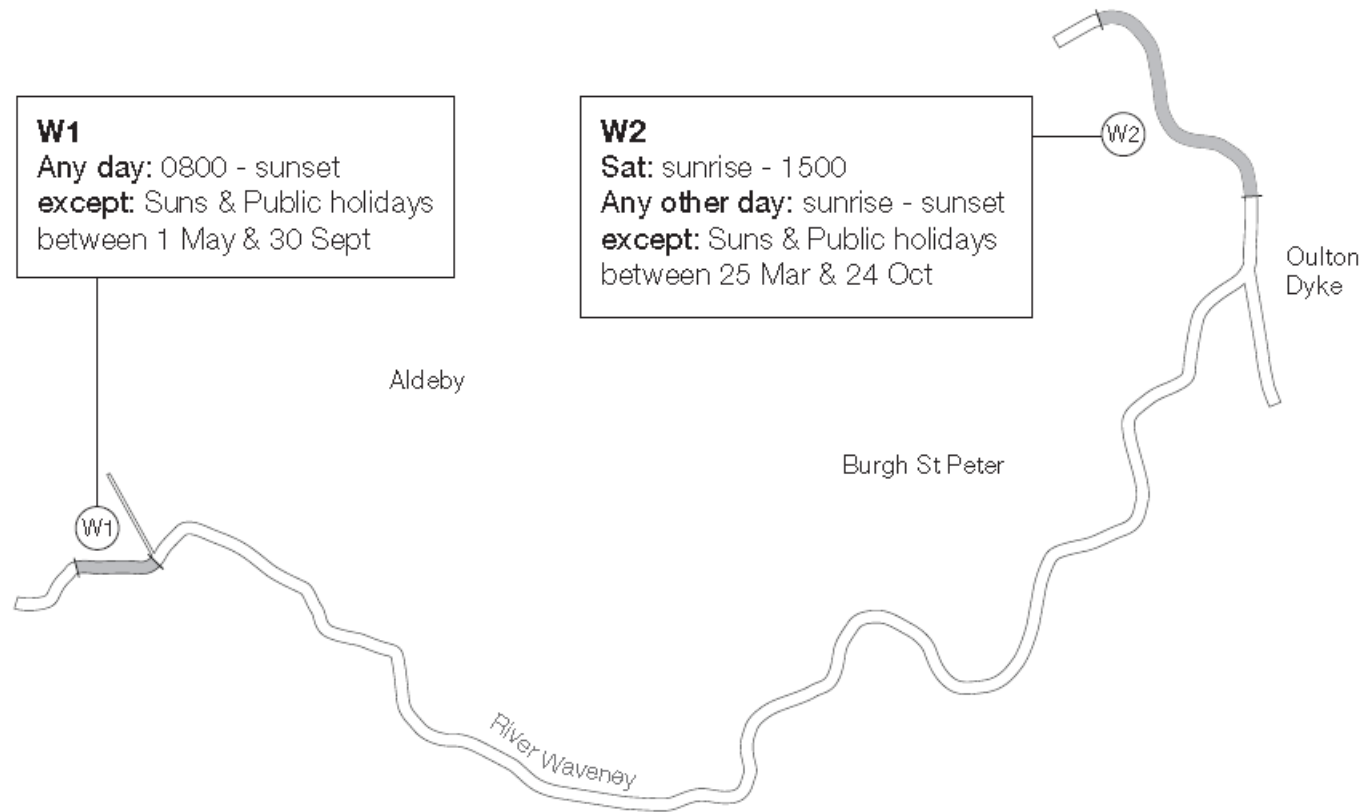 W1
Any day: 0800 - sunset
except: Suns & Public holidays
between 1 May & 30 Sept
W2
Sat: sunrise - 1500
Any other day: sunrise - sunset
except: Suns & Public holidays
between 25 Mar & 24 Oct
W2
Oulton
Dyke
Aldeby
Burgh St Peter
W1
River Waveney